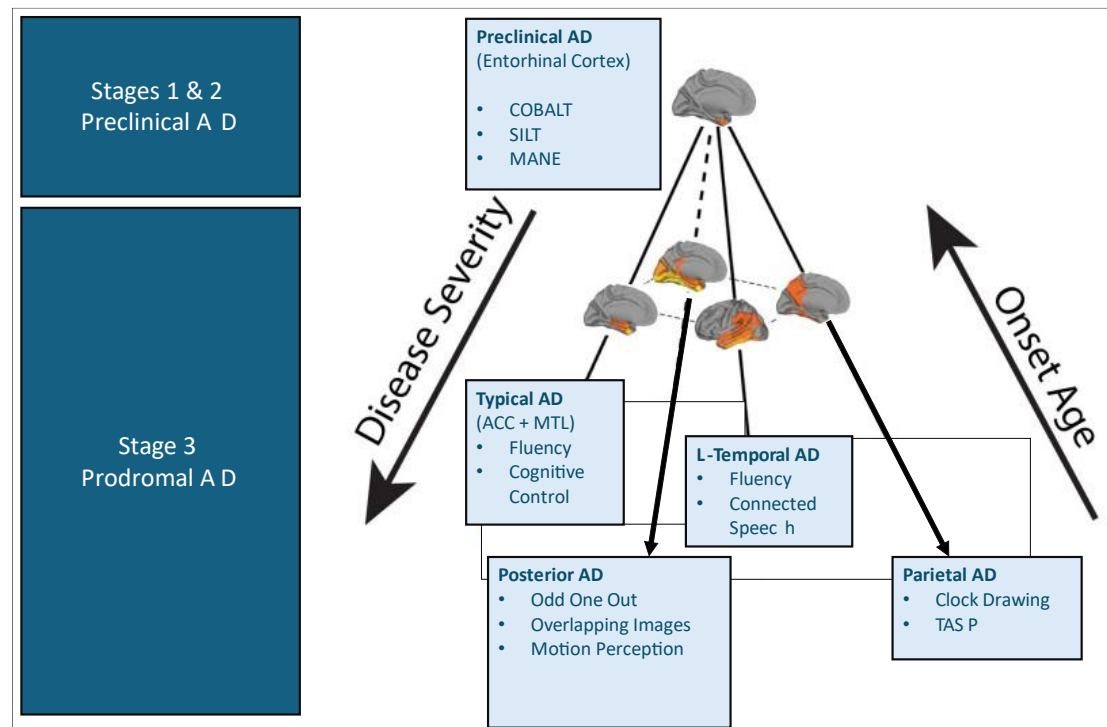 Stages 1 & 2
Preclinical A D
Preclinical AD
(Entorhinal Cortex)
• COBALT
• SILT
• MANE
Disease Severity
Onset Age
Stage 3
Prodromal A D
Typical AD
(ACC + MTL)
• Fluency
• Cognitive
Control
L-Temporal AD
• Fluency
• Connected
Speec h
Posterior AD
• Odd One Out
• Overlapping Images
• Motion Perception
Parietal AD
• Clock Drawing
• TAS P